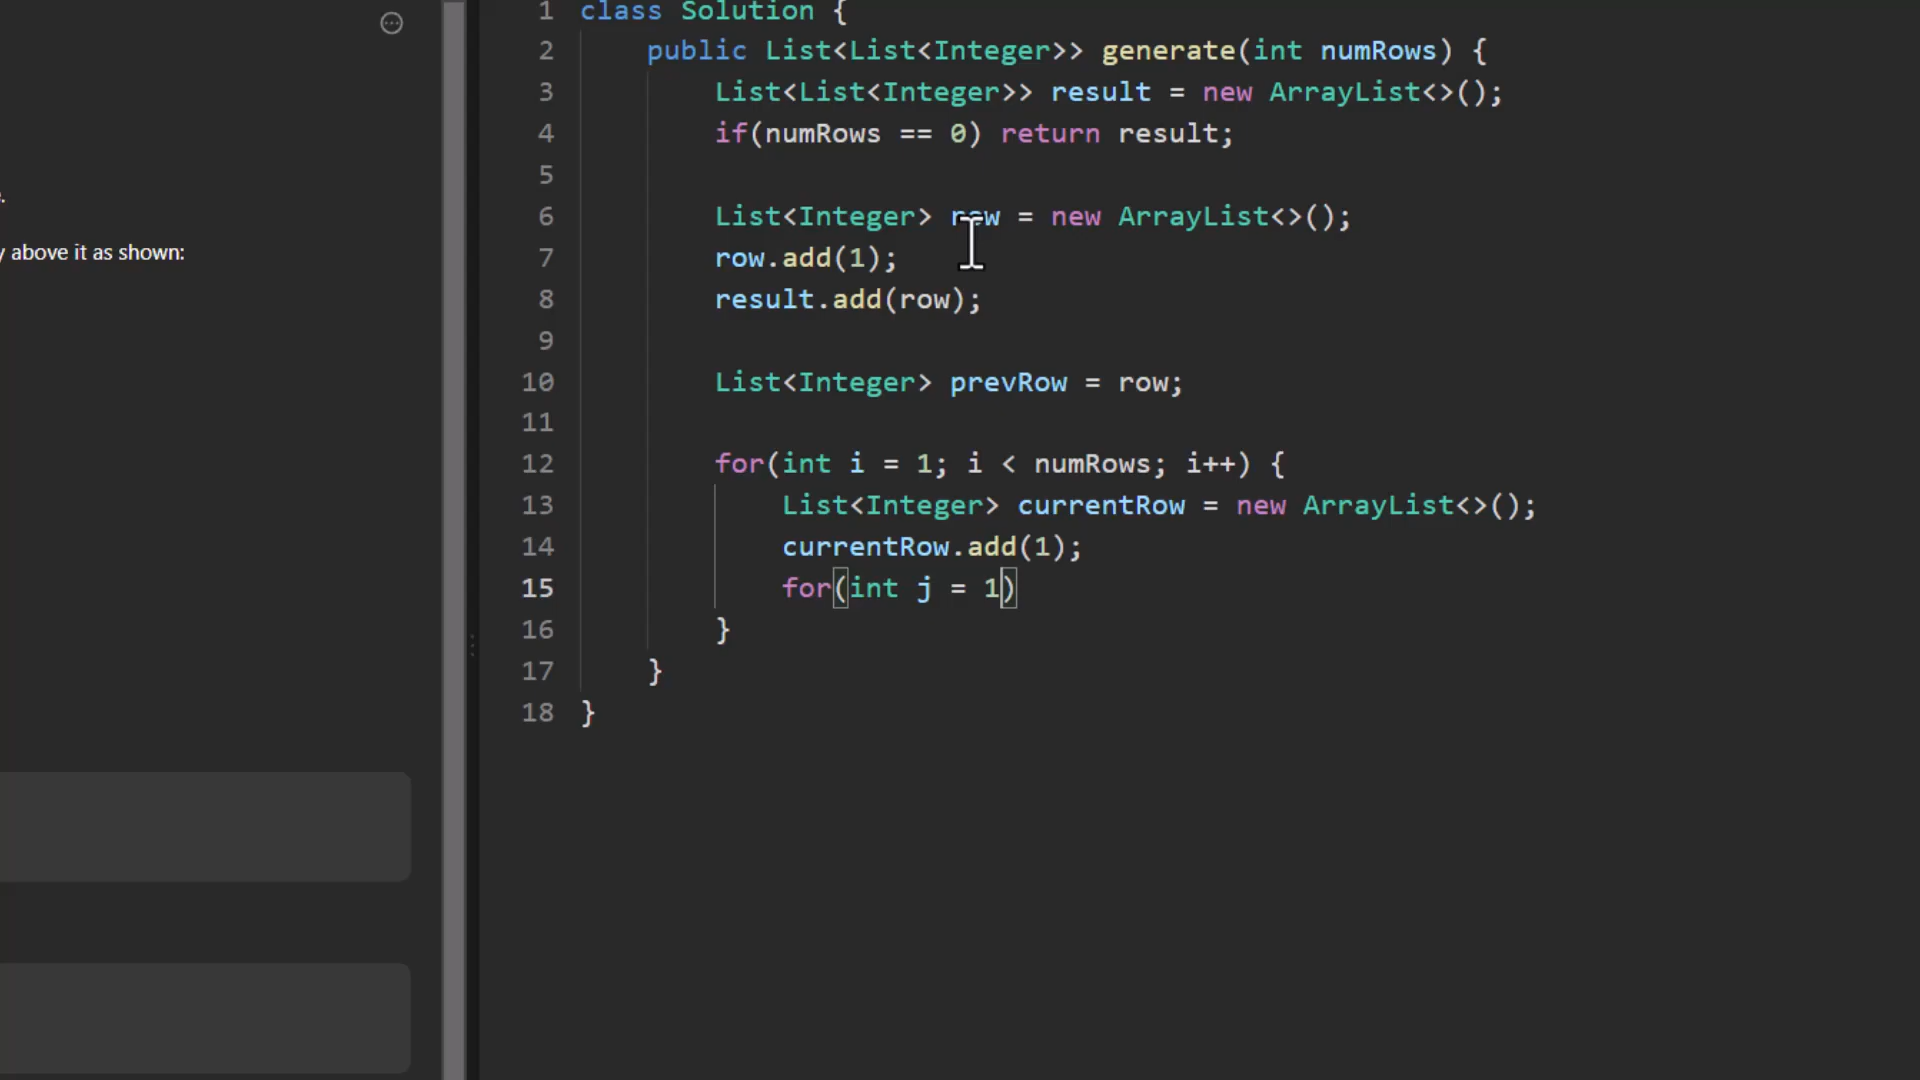 .
y above it as shown:
1 class Solution {
2 public List<List<Integer>> generate(int numRows) {
3 List<List<Integer>> result = new ArrayList<>();
4 if(numRows == 0) return result;
5
6 List<Integer> row = new ArrayList<>();
7 row.add(1);
8 result.add(row);
9
10 List<Integer> prevRow = row;
11
12 for(int i = 1; i < numRows; i++) {
13 List<Integer> currentRow = new ArrayList<>();
14 currentRow.add(1);
15 for(int j = 1)
16 }
17 }
18 }